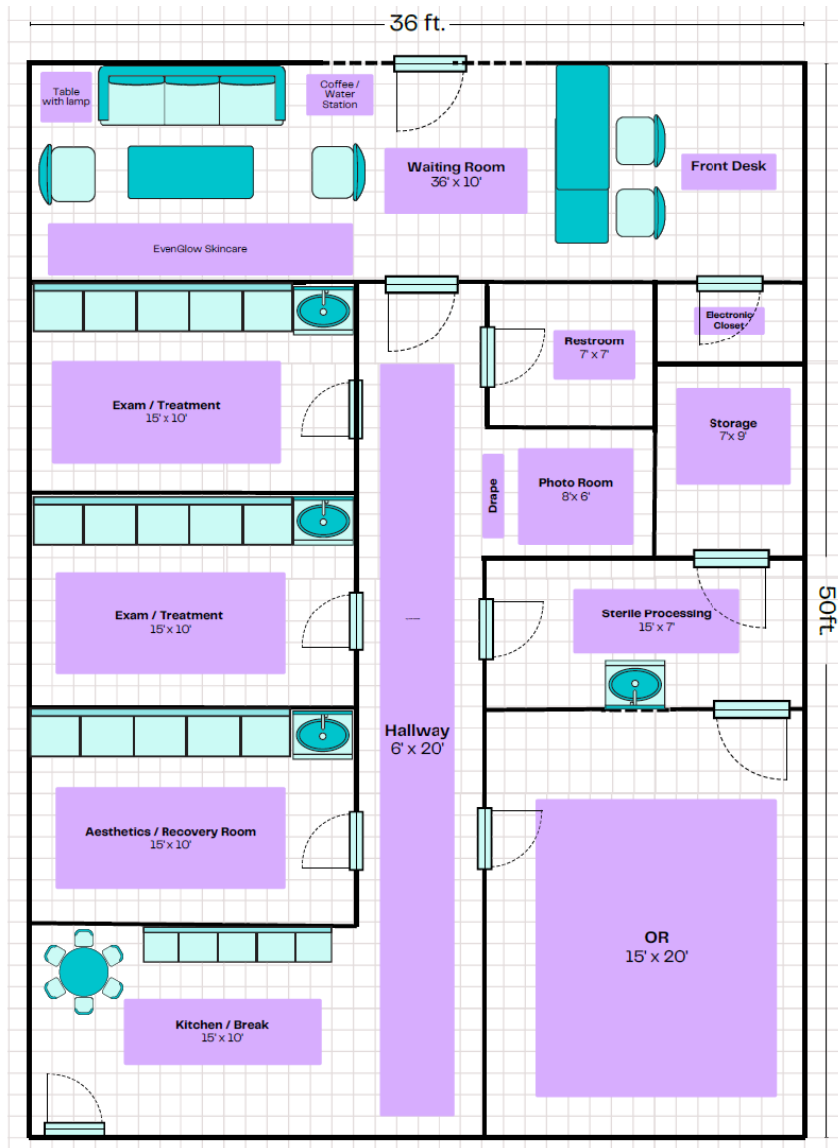 36 ft.
Table
with lamp
Coffee /
Water
Station
Waiting Room
36' x 10'
Front Desk
EvenGlow Skincare
Electronic
Closet
Restroom
7' x 7'
Exam / Treatment
15' x 10'
Storage
7'x 9'
Drape
Photo Room
8'x 6'
Exam / Treatment
15' x 10'
Sterile Processing
15' x 7'
50ft.
Hallway
6' x 20'
Aesthetics / Recovery Room
15' x 10'
OR
15' x 20'
Kitchen / Break
15' x 10'